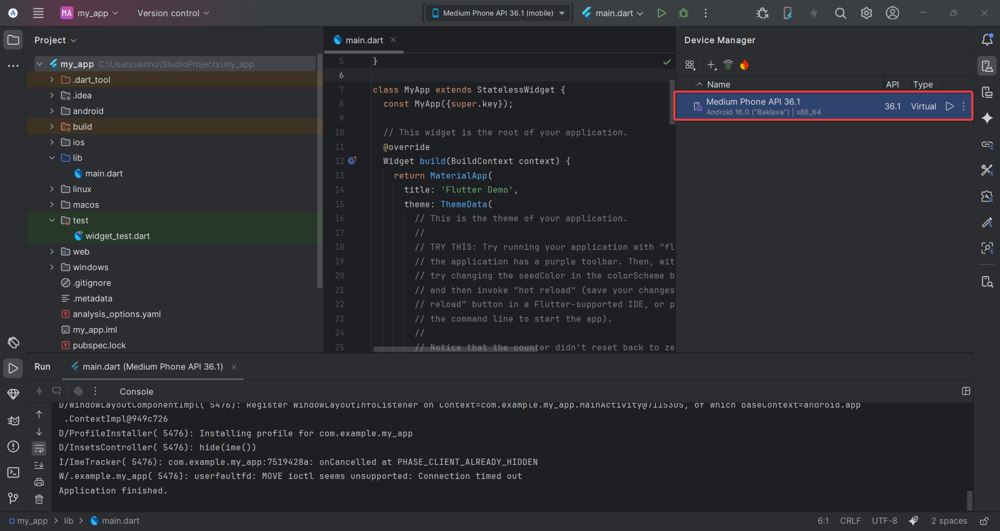 MA my_app Version control Medium Phone API 36.1 (mobile) main.dart
Project
my_app C:\Users\ainho\StudioProjects\my_app
.dart_tool
.idea
android
build
ios
lib
main.dart
linux
macos
test
widget_test.dart
web
windows
.gitignore
.metadata
analysis_options.yaml
my_app.iml
pubspec.lock
main.dart
5 }
6
7 class MyApp extends StatelessWidget {
8 const MyApp({super.key});
9
10 // This widget is the root of your application.
11 @override
12 Widget build(BuildContext context) {
13 return MaterialApp(
14 title: 'Flutter Demo',
15 theme: ThemeData(
16 // This is the theme of your application.
17 //
18 // TRY THIS: Try running your application with "fl
19 // the application has a purple toolbar. Then, wit
20 // try changing the seedColor in the colorScheme b
21 // and then invoke "hot reload" (save your changes
22 // reload" button in a Flutter-supported IDE, or p
23 // the command line to start the app).
24 //
25 // Notice that the counter didn't reset back to ze
Device Manager
Name API Type
Medium Phone API 36.1 36.1 Virtual
Android 16.0 ("Baklava") | x86_64
Run main.dart (Medium Phone API 36.1)
Console
D/WindowLayoutComponentImpl( 5476): Register WindowLayoutInfoListener on Context=com.example.my_app.MainActivity@7115305, of which baseContext=android.app
.ContextImpl@949c726
D/ProfileInstaller( 5476): Installing profile for com.example.my_app
D/InsetsController( 5476): hide(ime())
I/ImeTracker( 5476): com.example.my_app:7519428a: onCancelled at PHASE_CLIENT_ALREADY_HIDDEN
W/.example.my_app( 5476): userfaultfd: MOVE ioctl seems unsupported: Connection timed out
Application finished.
my_app > lib > main.dart 6:1 CRLF UTF-8 2 spaces